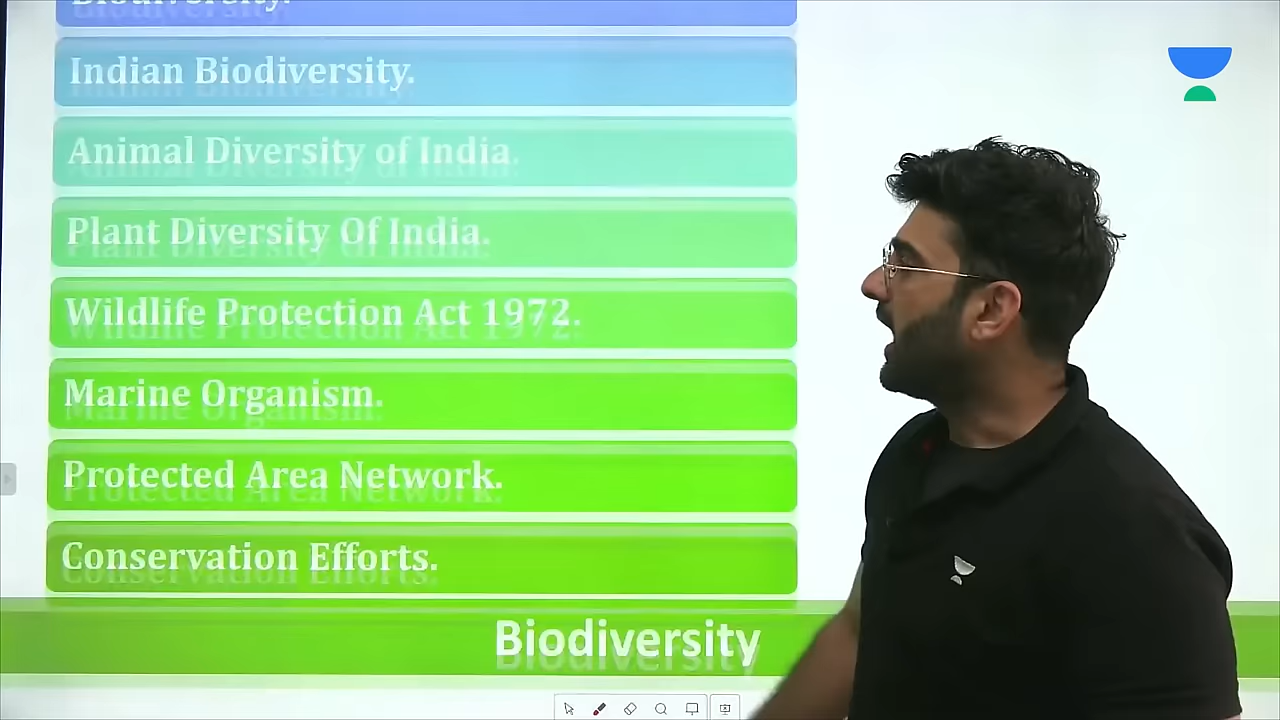 Biodiversity.
Indian Biodiversity.
Animal Diversity of India.
Plant Diversity Of India.
Wildlife Protection Act 1972.
Marine Organism.
Protected Area Network.
Conservation Efforts.
Biodiversity